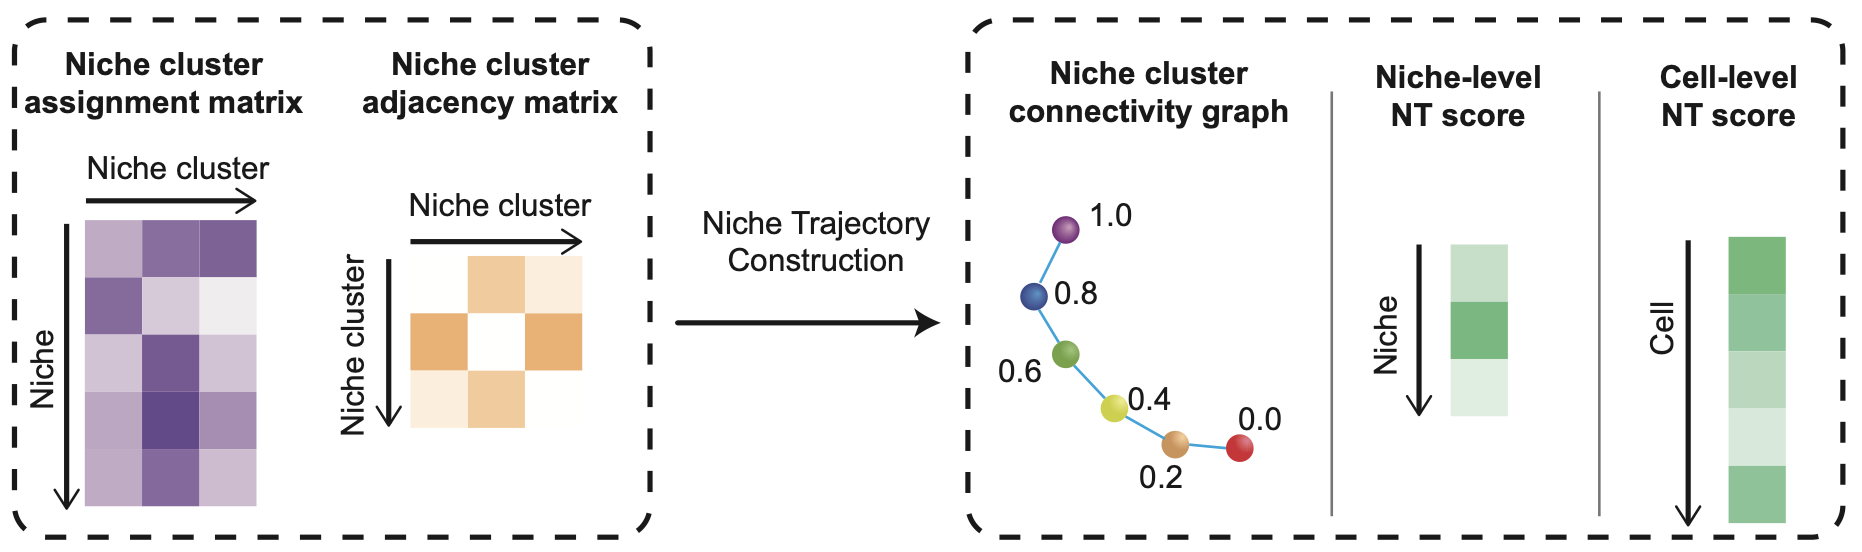 Niche cluster
assignment matrix
Niche cluster
Niche
Niche cluster
adjacency matrix
Niche cluster
Niche cluster
Niche Trajectory
Construction
Niche cluster
connectivity graph
1.0
0.8
0.6
0.4
0.2
0.0
Niche-level
NT score
Niche
Cell-level
NT score
Cell